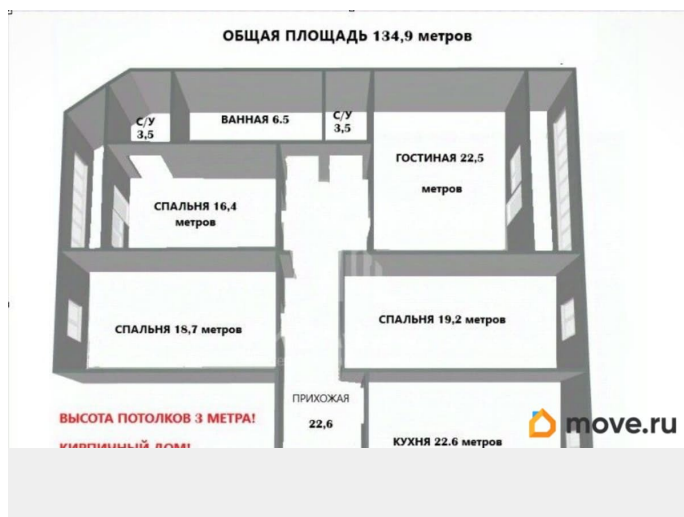 ОБЩАЯ ПЛОЩАДЬ 134,9 метров
С/У
3,5
ВАННАЯ 6.5
С/У
3,5
ГОСТИНАЯ 22,5
метров
СПАЛЬНЯ 16,4
метров
СПАЛЬНЯ 18,7 метров
СПАЛЬНЯ 19,2 метров
ПРИХОЖАЯ
22,6
ВЫСОТА ПОТОЛКОВ 3 МЕТРА!
КИРПИЧНЫЙ ДОМ!
КУХНЯ 22.6 метров
move.ru